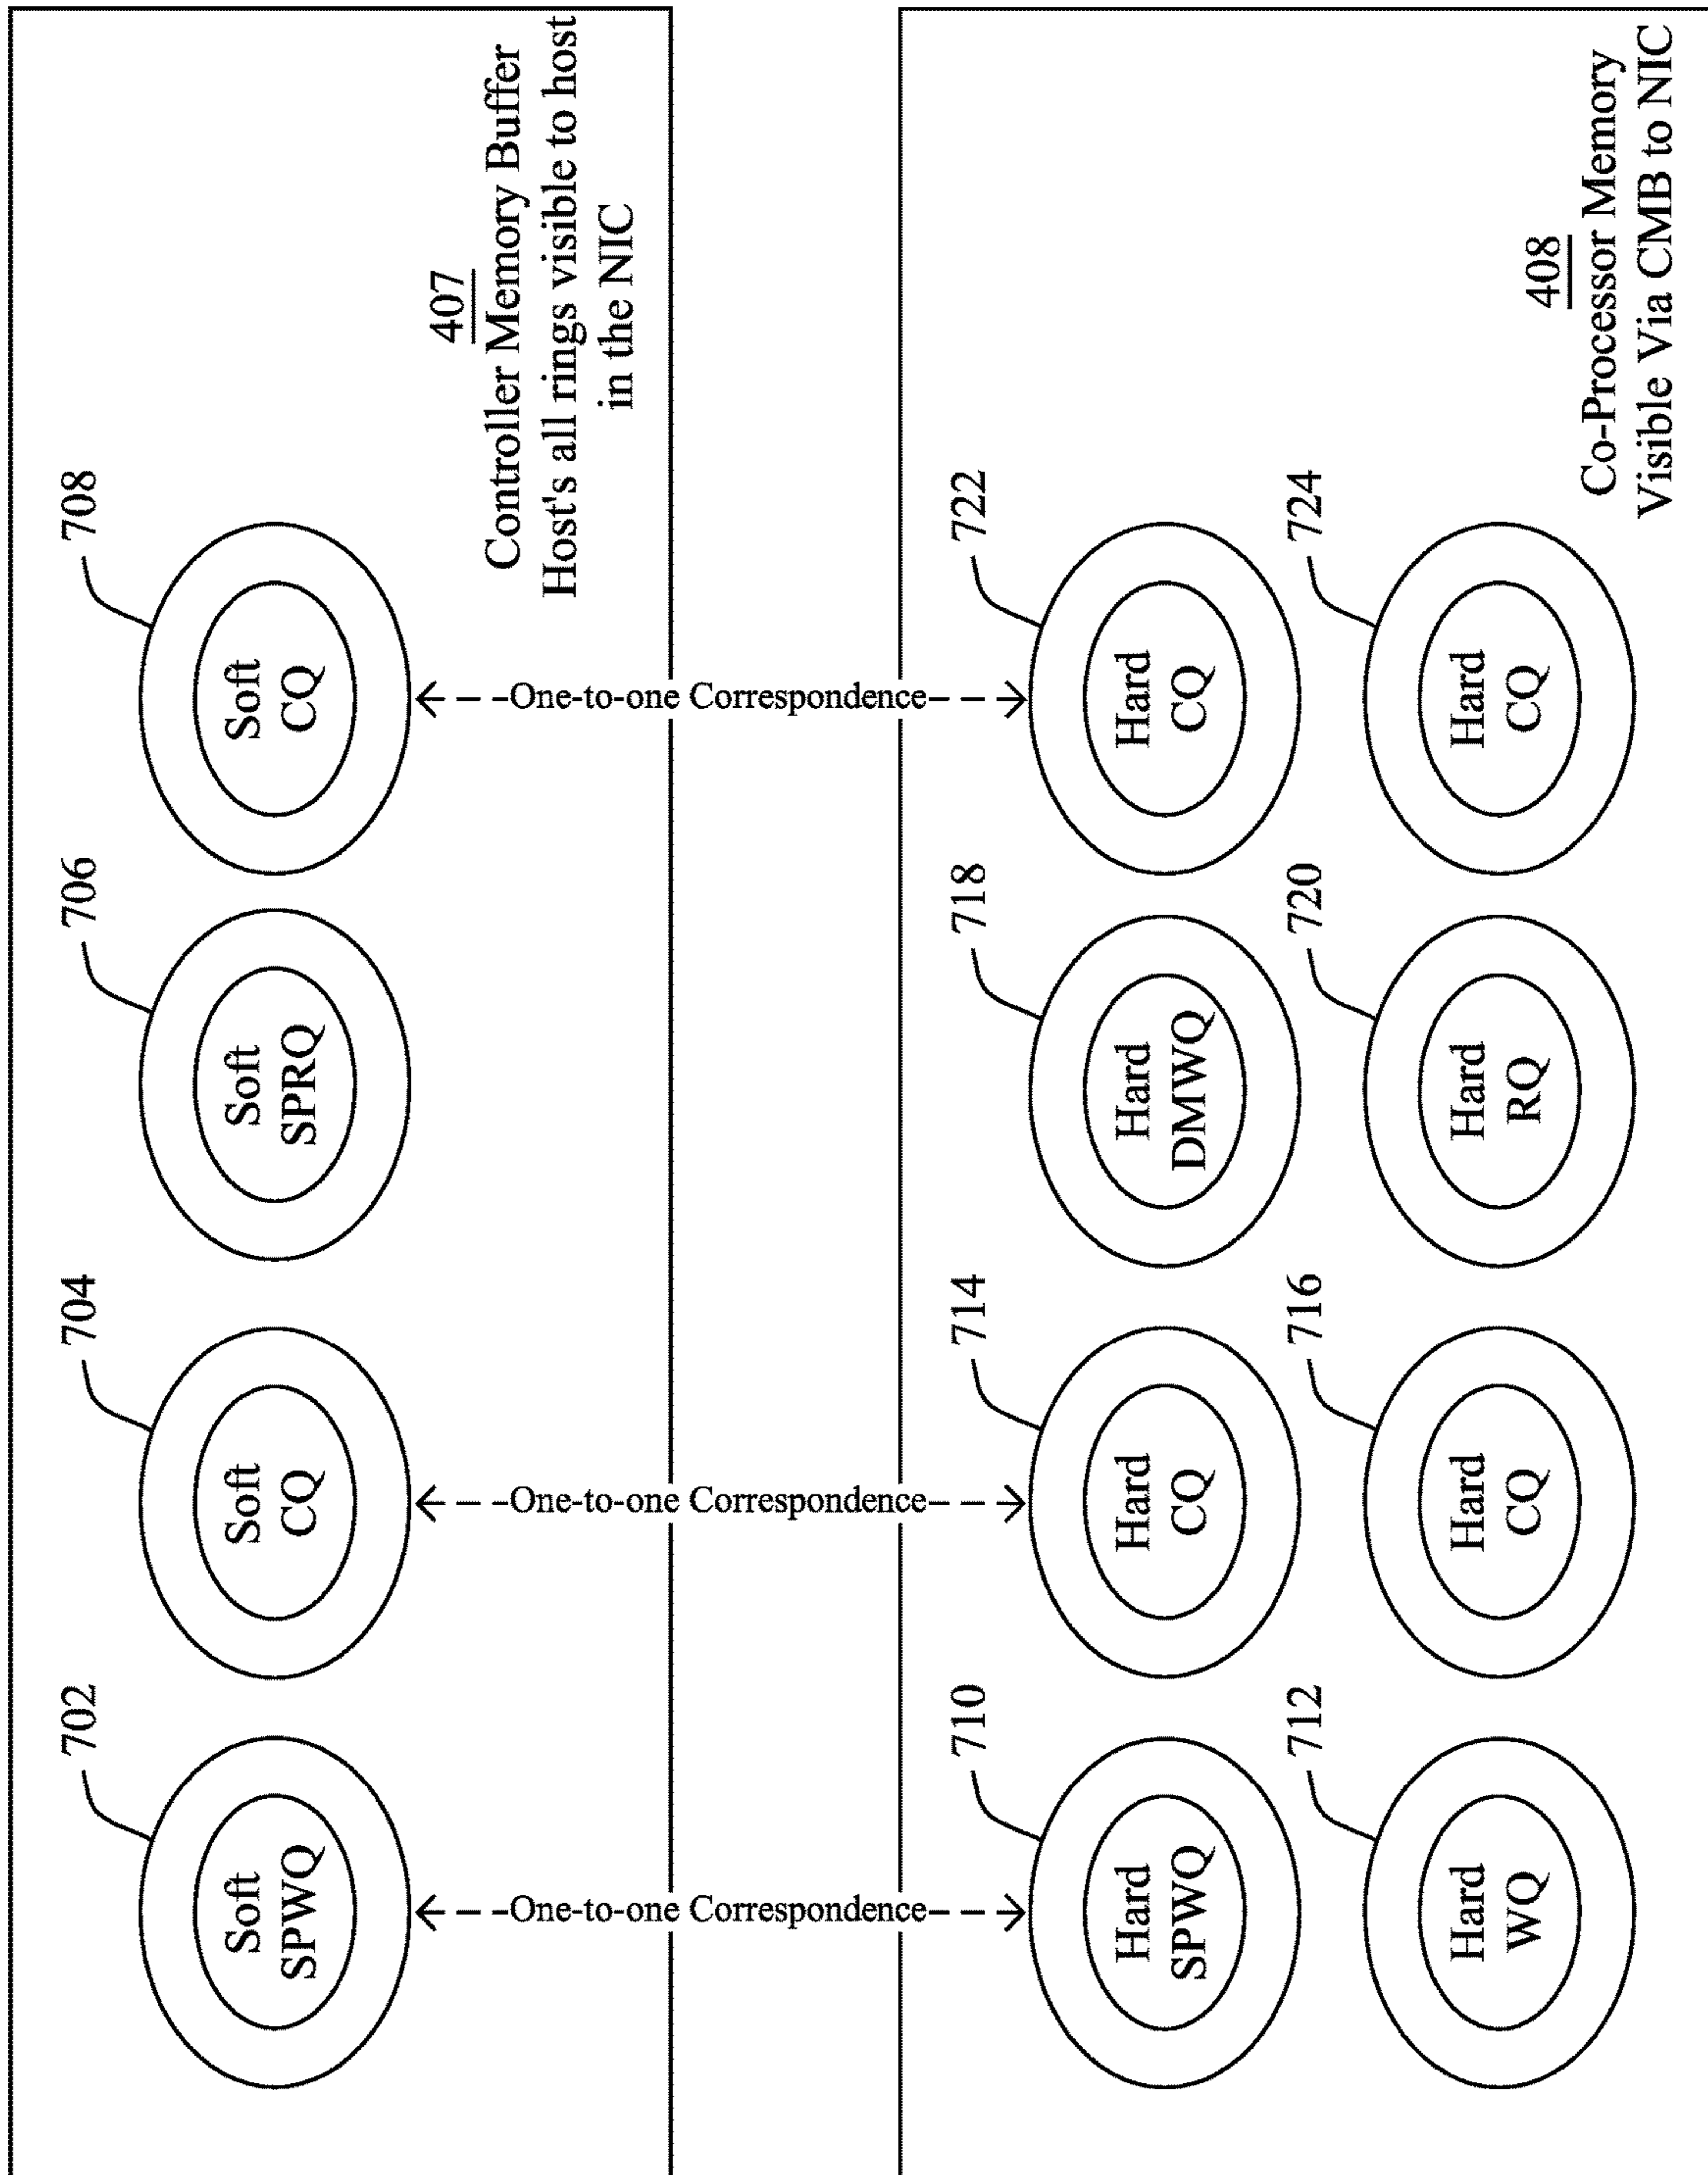 702
704
706
708
Soft
SPWQ
Soft
CQ
Soft
SPRQ
Soft
CQ
407
Controller Memory Buffer
Host's all rings visible to host
in the NIC
One-to-one Correspondence
One-to-one Correspondence
One-to-one Correspondence
710
714
718
722
Hard
SPWQ
Hard
CQ
Hard
DMWQ
Hard
CQ
712
716
720
724
Hard
WQ
Hard
CQ
Hard
RQ
Hard
CQ
408
Co-Processor Memory
Visible Via CMB to NIC